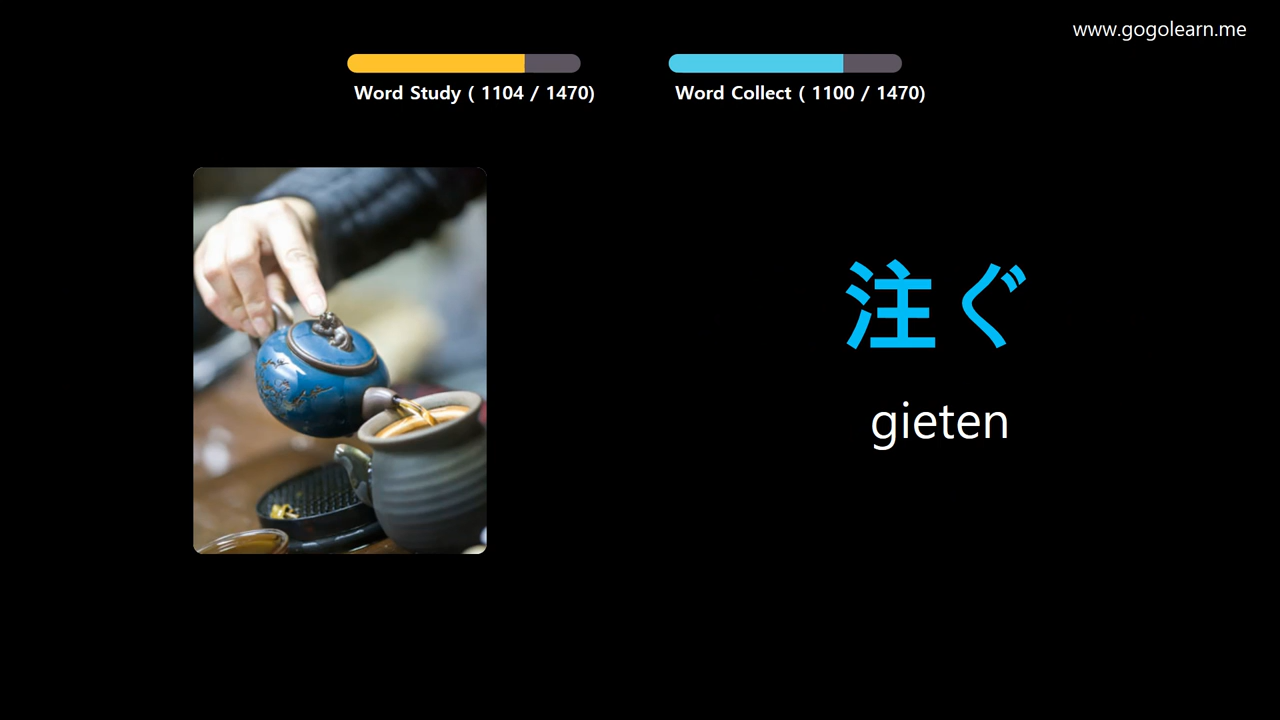 www.gogolearn.me
Word Study ( 1104 / 1470)
Word Collect ( 1100 / 1470)
注ぐ
gieten